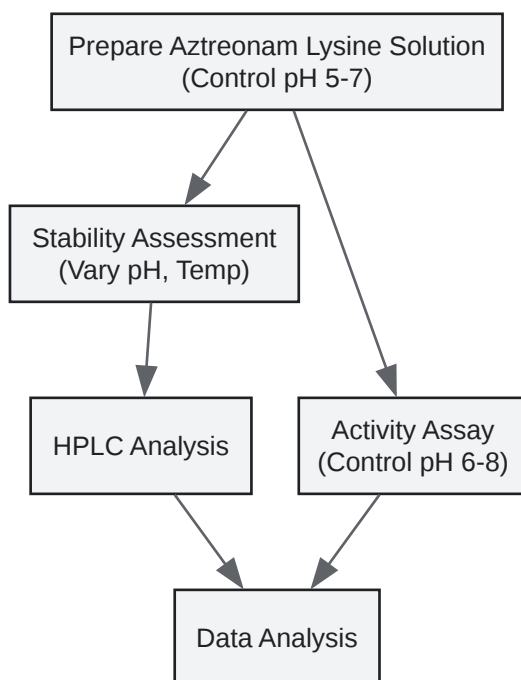 Prepare Aztreonam Lysine Solution
(Control pH 5-7)
Stability Assessment
(Vary pH, Temp)
HPLC Analysis
Activity Assay
(Control pH 6-8)
Data Analysis